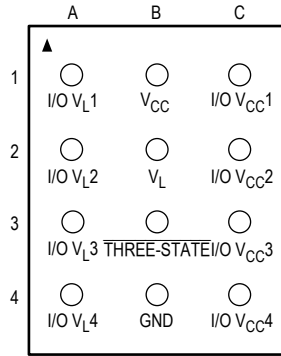 A B C
1
I/O VL1 VCC I/O VCC1
2
I/O VL2 VL I/O VCC2
3
I/O VL3 THREE-STATE I/O VCC3
4
I/O VL4 GND I/O VCC4